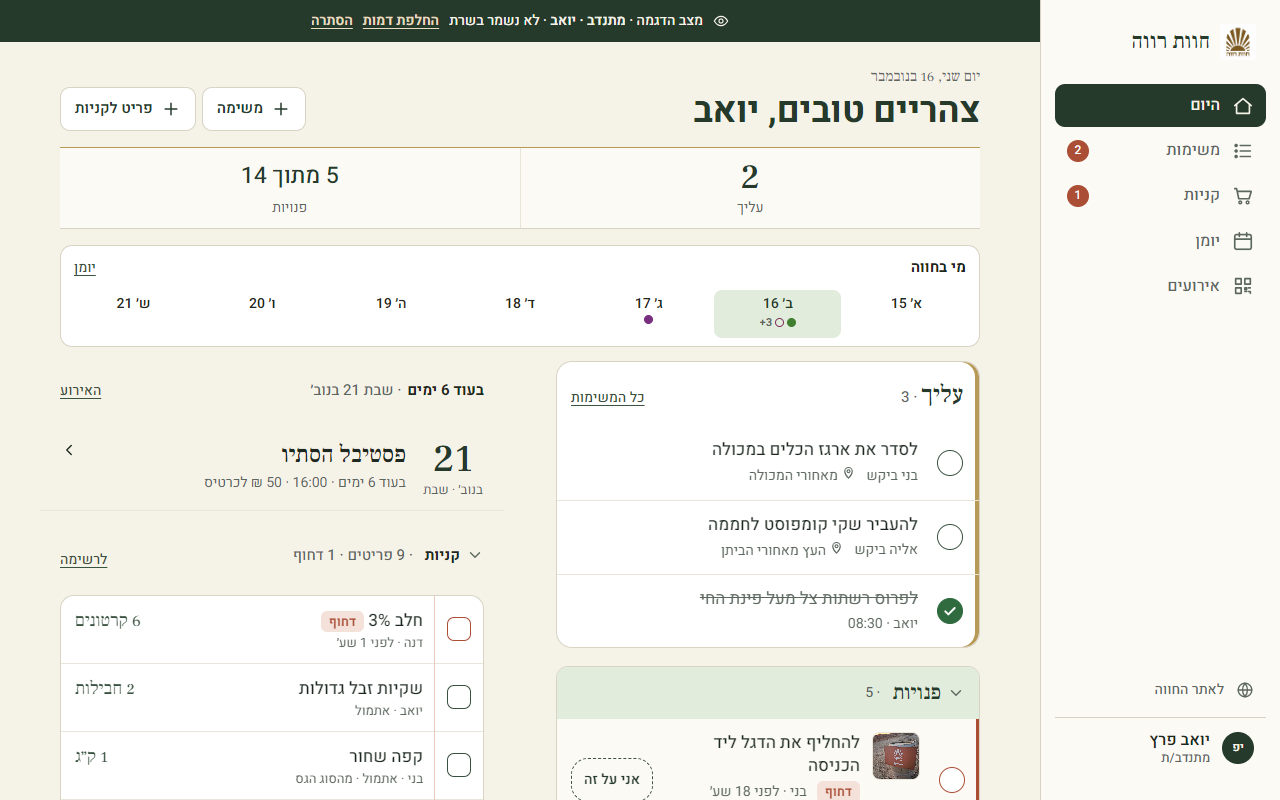 חוות רווה
היום
משימות 2
קניות 1
יומן
אירועים
לאתר החווה
יפ
יואב פרץ
מתנדב/ת
מצב הדגמה · מתנדב · יואב · לא נשמר בשרת החלפת דמות הסתרה
יום שני, 16 בנובמבר
צהריים טובים, יואב
משימה
פריט לקניות
2
עליך
5 מתוך 14
פנויות
מי בחווה
יומן
א׳ 15
ב׳ 16
+3
ג׳ 17
ד׳ 18
ה׳ 19
ו׳ 20
ש׳ 21
עליך · 3
כל המשימות
לסדר את ארגז הכלים במכולה
בני ביקש מאחורי המכולה
להעביר שקי קומפוסט לחממה
אליה ביקש העץ מאחורי הביתן
לפרוס רשתות צל מעל פינת החי
יואב · 08:30
פנויות · 5
להחליף את הדגל ליד
הכניסה
דחוף בני · לפני 18 שע׳
אני על זה
בעוד 6 ימים · שבת 21 בנוב׳
האירוע
21
בנוב׳ · שבת
פסטיבל הסתיו
בעוד 6 ימים · 16:00 · 50 ₪ לכרטיס
קניות · 9 פריטים · 1 דחוף
לרשימה
חלב 3% דחוף
דנה · לפני 1 שע׳
6 קרטונים
שקיות זבל גדולות
יואב · אתמול
2 חבילות
קפה שחור
בני · אתמול · מהסוג הגס
1 ק״ג